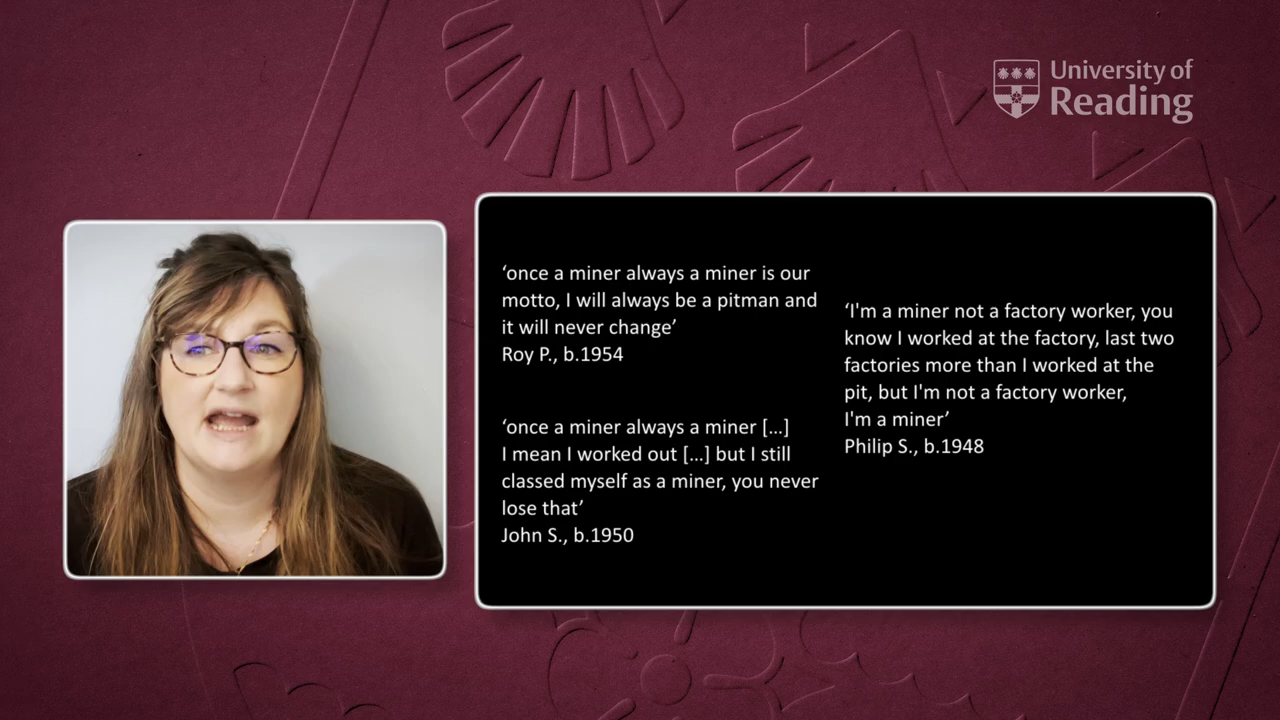 University of
Reading
‘once a miner always a miner is our
motto, I will always be a pitman and
it will never change’
Roy P., b.1954
‘once a miner always a miner [...]
I mean I worked out [...] but I still
classed myself as a miner, you never
lose that’
John S., b.1950
‘I'm a miner not a factory worker, you
know I worked at the factory, last two
factories more than I worked at the
pit, but I'm not a factory worker,
I'm a miner’
Philip S., b.1948